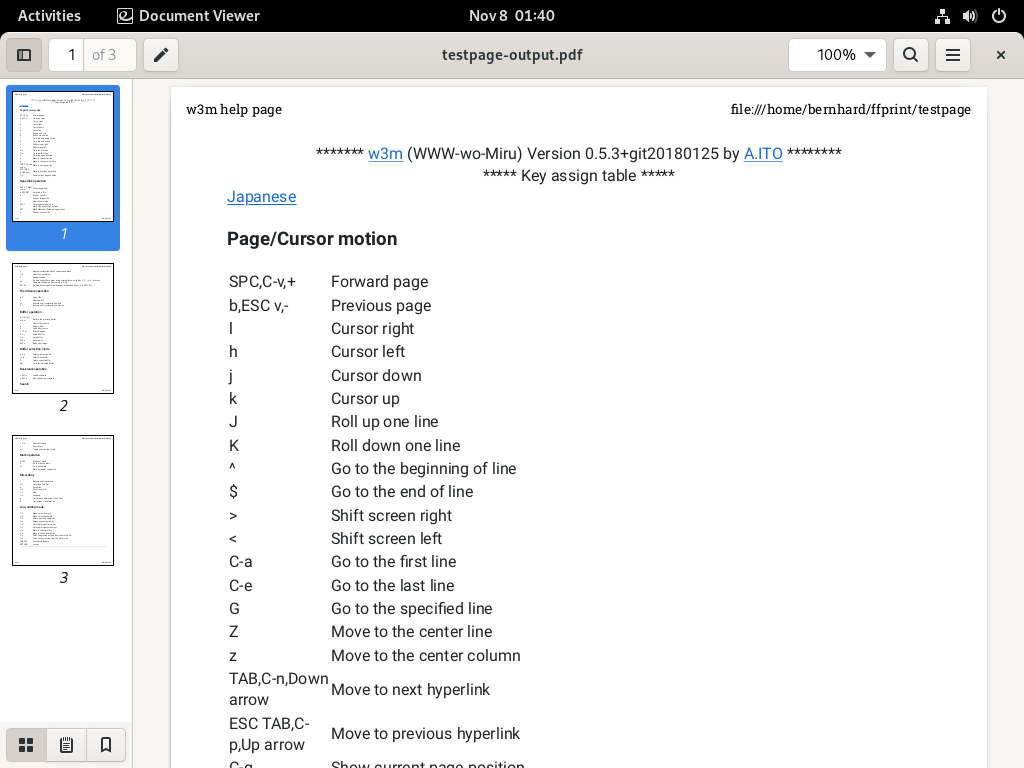 Activities
Document Viewer
Nov 8 01:40
1
of 3
testpage-output.pdf
100%
1
2
3
w3m help page
file:///home/bernhard/ffprint/testpage
******* w3m (WWW-wo-Miru) Version 0.5.3+git20180125 by A.ITO ********
***** Key assign table *****
Japanese
Page/Cursor motion
SPC,C-v,+ Forward page
b,ESC v,- Previous page
l Cursor right
h Cursor left
j Cursor down
k Cursor up
J Roll up one line
K Roll down one line
^ Go to the beginning of line
$ Go to the end of line
> Shift screen right
< Shift screen left
C-a Go to the first line
C-e Go to the last line
G Go to the specified line
Z Move to the center line
z Move to the center column
TAB,C-n,Down
arrow Move to next hyperlink
ESC TAB,C-
p,Up arrow Move to previous hyperlink
C-g Show current page position